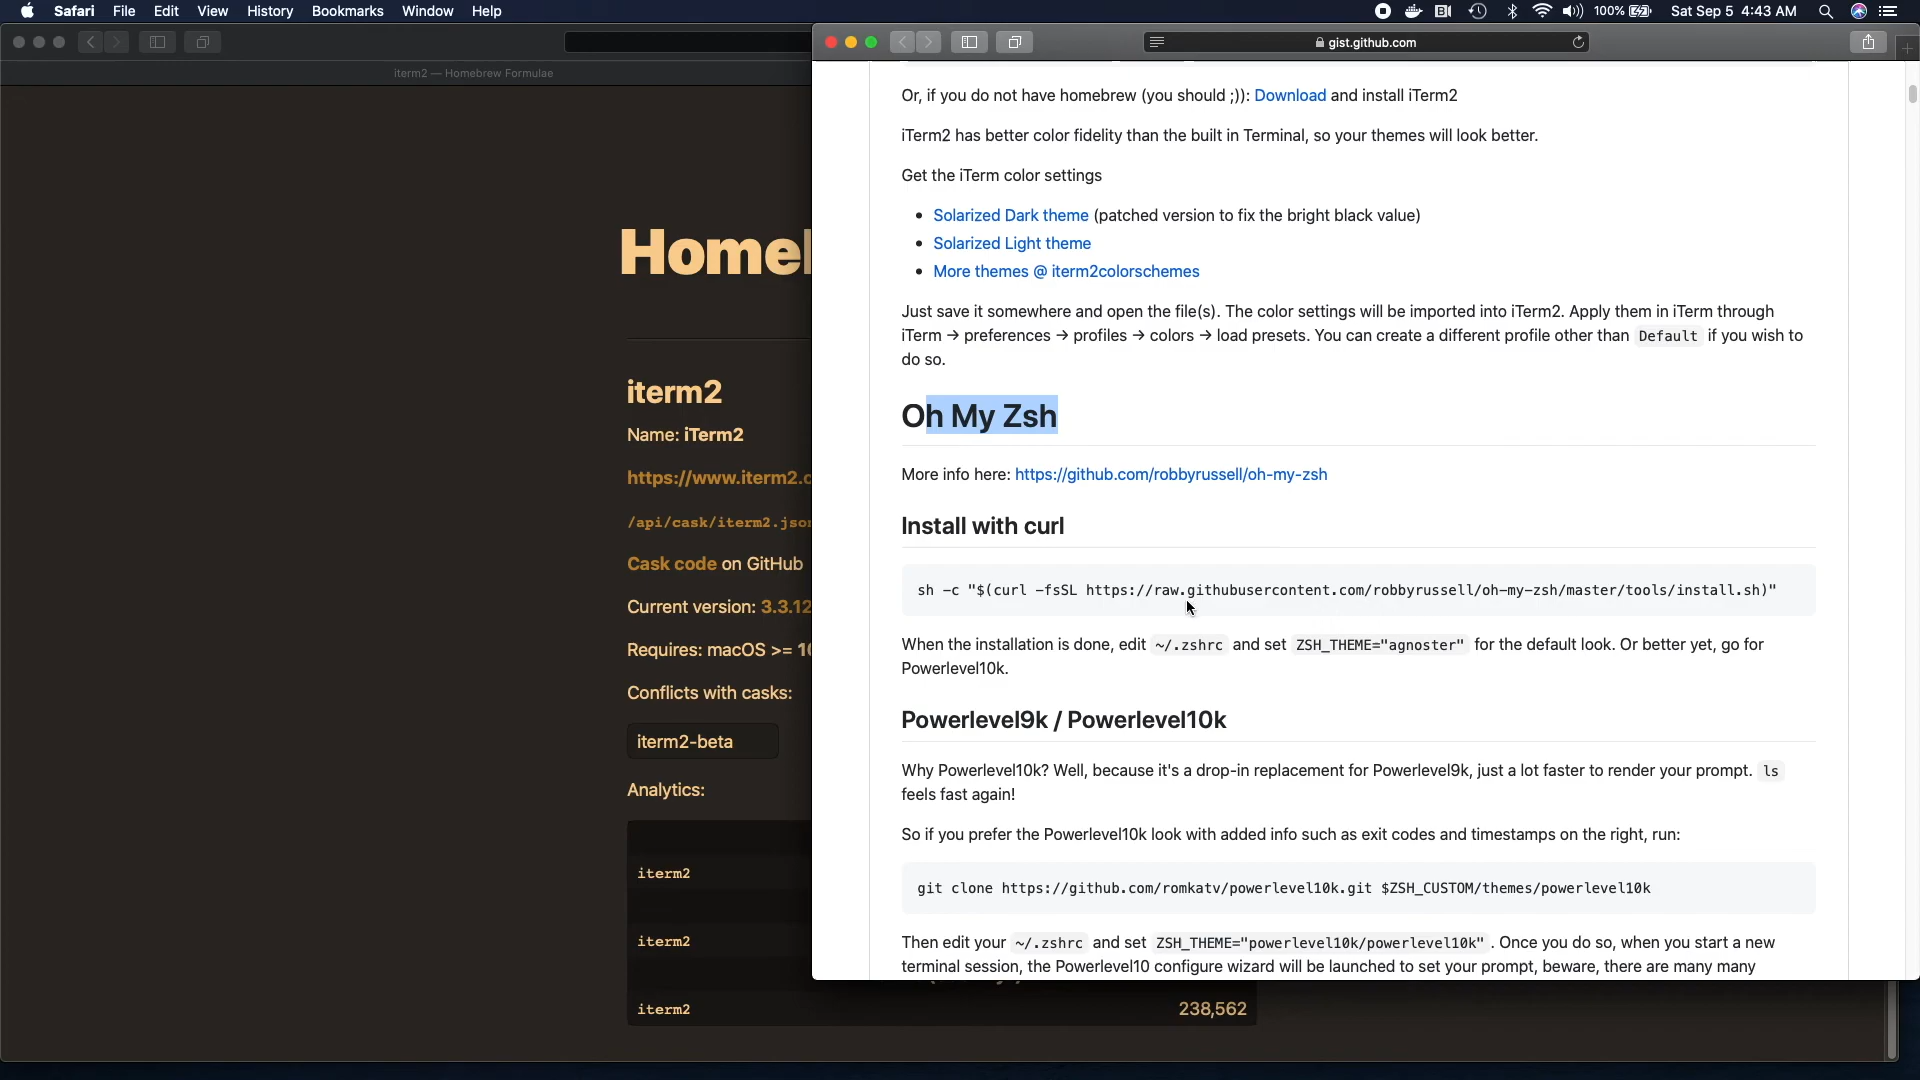 Safari File Edit View History Bookmarks Window Help
100% Sat Sep 5 4:43 AM
iterm2 — Homebrew Formulae
iterm2
Name: iTerm2
/api/cask/iterm2.json
Cask code on GitHub
Current version: 3.3.12
Requires: macOS >=
Conflicts with casks:
iterm2-beta
Analytics:
iterm2
iterm2
iterm2 238,562
gist.github.com
Or, if you do not have homebrew (you should ;)): Download and install iTerm2
iTerm2 has better color fidelity than the built in Terminal, so your themes will look better.
Get the iTerm color settings
• Solarized Dark theme (patched version to fix the bright black value)
• Solarized Light theme
• More themes @ iterm2colorschemes
Just save it somewhere and open the file(s). The color settings will be imported into iTerm2. Apply them in iTerm through
iTerm → preferences → profiles → colors → load presets. You can create a different profile other than Default if you wish to
do so.
Oh My Zsh
More info here: https://github.com/robbyrussell/oh-my-zsh
Install with curl
sh -c "$(curl -fsSL https://raw.githubusercontent.com/robbyrussell/oh-my-zsh/master/tools/install.sh)"
When the installation is done, edit ~/.zshrc and set ZSH_THEME="agnoster" for the default look. Or better yet, go for
Powerlevel10k.
Powerlevel9k / Powerlevel10k
Why Powerlevel10k? Well, because it's a drop-in replacement for Powerlevel9k, just a lot faster to render your prompt. ls
feels fast again!
So if you prefer the Powerlevel10k look with added info such as exit codes and timestamps on the right, run:
git clone https://github.com/romkatv/powerlevel10k.git $ZSH_CUSTOM/themes/powerlevel10k
Then edit your ~/.zshrc and set ZSH_THEME="powerlevel10k/powerlevel10k" . Once you do so, when you start a new
terminal session, the Powerlevel10 configure wizard will be launched to set your prompt, beware, there are many many